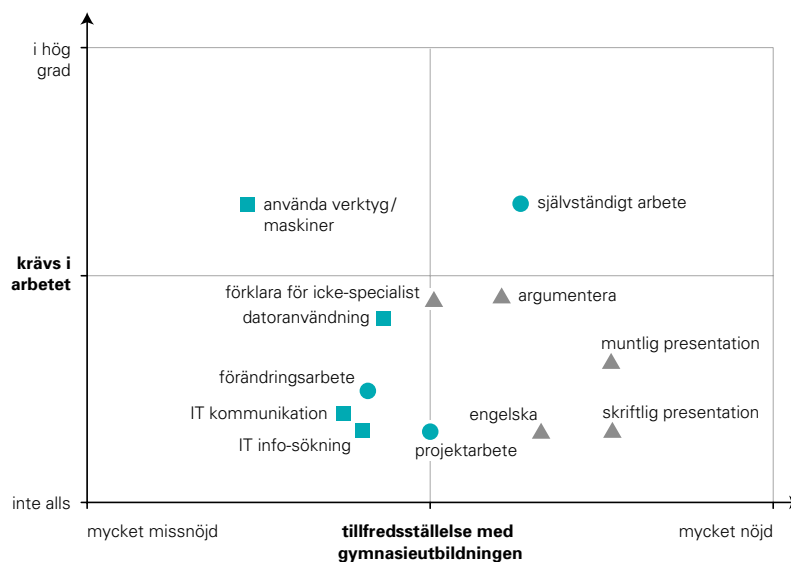 i hög
grad
använda verktyg/
maskiner
självständigt arbete
krävs i
arbetet
förklara för icke-specialist
argumentera
datoranvändning
muntlig presentation
förändringsarbete
IT kommunikation
engelska
skriftlig presentation
IT info-sökning
projektarbete
inte alls
mycket missnöjd
tillfredsställelse med
gymnasieutbildningen
mycket nöjd